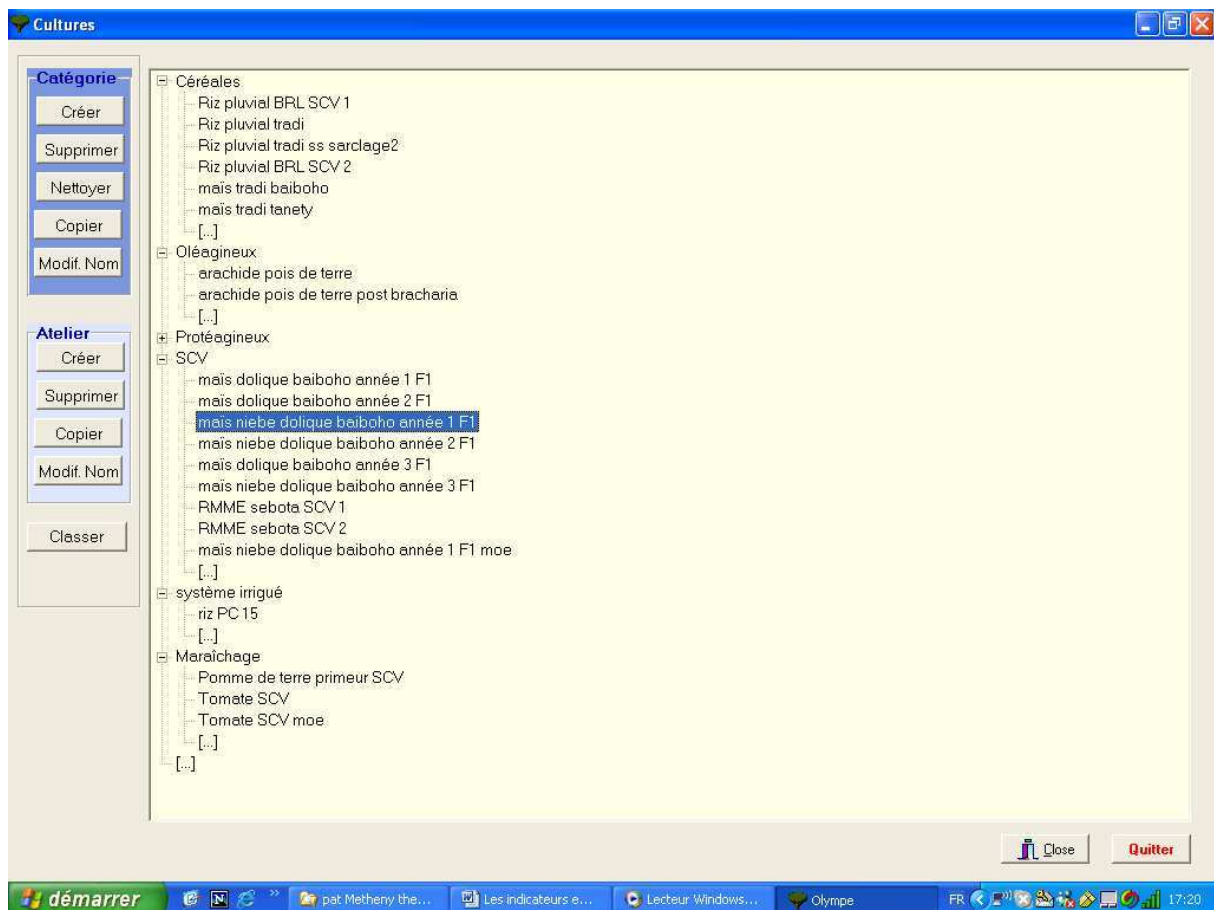 Cultures
Catégorie
Créer
Supprimer
Nettoyer
Copier
Modif. Nom
Atelier
Créer
Supprimer
Copier
Modif. Nom
Classer
Céréales
Riz pluvial BRL SCV 1
Riz pluvial tradi
Riz pluvial tradi ss sarclage2
Riz pluvial BRL SCV 2
maïs tradi baiboho
maïs tradi tanety
[...]
Oléagineux
arachide pois de terre
arachide pois de terre post bracharia
[...]
Protéagineux
SCV
maïs dolique baiboho année 1 F1
maïs dolique baiboho année 2 F1
maïs niebe dolique baiboho année 1 F1
maïs niebe dolique baiboho année 2 F1
maïs dolique baiboho année 3 F1
maïs niebe dolique baiboho année 3 F1
RMME sebota SCV 1
RMME sebota SCV 2
maïs niebe dolique baiboho année 1 F1 moe
[...]
système irrigué
riz PC 15
[...]
Maraîchage
Pomme de terre primeur SCV
Tomate SCV
Tomate SCV moe
[...]
[...]
Close
Quitter
démarrer
pat Metheny the...
Les indicateurs e...
Lecteur Windows...
Olympe
FR
17:20